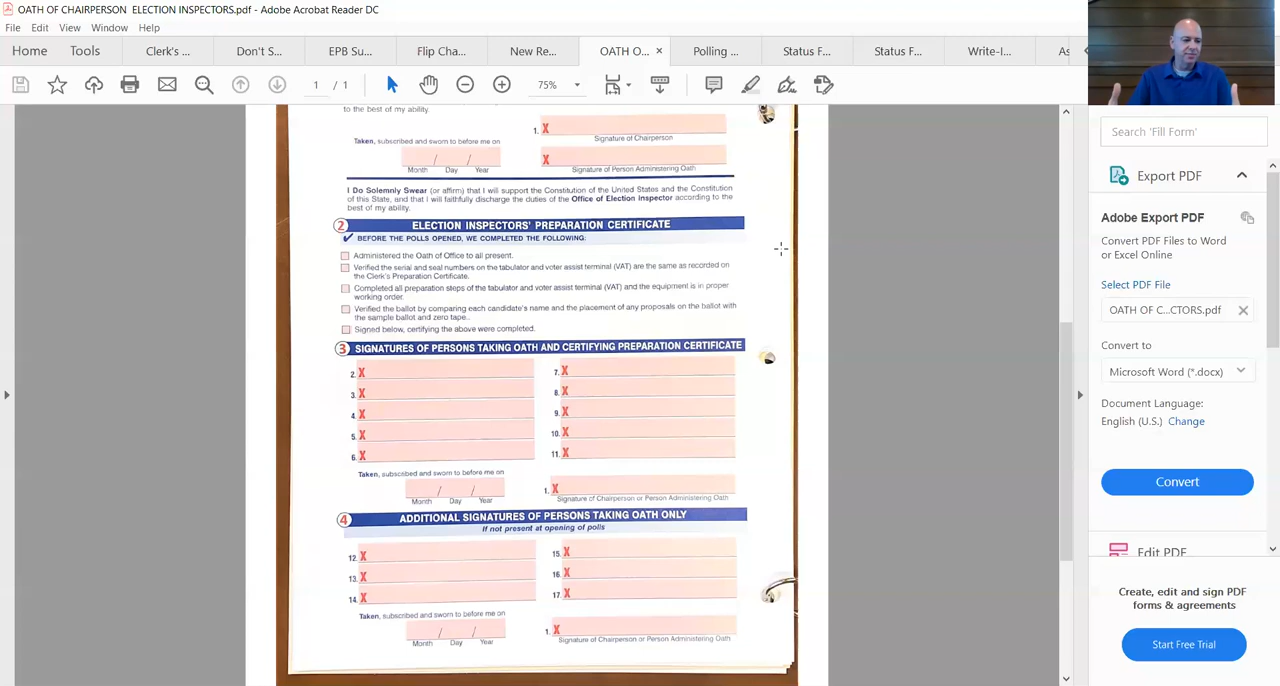 OATH OF CHAIRPERSON  ELECTION INSPECTORS.pdf - Adobe Acrobat Reader DC
File Edit View Window Help
Home Tools Clerk's ... Don't S... EPB Su... Flip Cha... New Re... OATH O... × Polling ... Status F... Status F... Write-I... As
1 / 1 75%
to the best of my ability.
1. X
Signature of Chairperson
Taken, subscribed and sworn to before me on
/ /
Month Day Year
X
Signature of Person Administering Oath
I Do Solemnly Swear (or affirm) that I will support the Constitution of the United States and the Constitution
of this State, and that I will faithfully discharge the duties of the Office of Election inspector according to the
best of my ability.
2 ELECTION INSPECTORS' PREPARATION CERTIFICATE
✓ BEFORE THE POLLS OPENED, WE COMPLETED THE FOLLOWING:
Administered the Oath of Office to all present.
Verified the serial and seal numbers on the tabulator and voter assist terminal (VAT) are the same as recorded on
the Clerk's Preparation Certificate.
Completed all preparation steps of the tabulator and voter assist terminal (VAT) and the equipment is in proper
working order.
Verified the ballot by comparing each candidate's name and the placement of any proposals on the ballot with
the sample ballot and zero tape..
Signed below, certifying the above were completed.
3 SIGNATURES OF PERSONS TAKING OATH AND CERTIFYING PREPARATION CERTIFICATE
2. X 7. X
3. X 8. X
4. X 9. X
5. X 10. X
6. X 11. X
Taken, subscribed and sworn to before me on
/ / 1. X
Month Day Year Signature of Chairperson or Person Administering Oath
4 ADDITIONAL SIGNATURES OF PERSONS TAKING OATH ONLY
If not present at opening of polls
12. X 15. X
13. X 16. X
14. X 17. X
Taken, subscribed and sworn to before me on
/ / 1. X
Month Day Year Signature of Chairperson or Person Administering Oath
Search 'Fill Form'
Export PDF
Adobe Export PDF
Convert PDF Files to Word
or Excel Online
Select PDF File
OATH OF C...CTORS.pdf
Convert to
Microsoft Word (*.docx)
Document Language:
English (U.S.) Change
Convert
Edit PDF
Create, edit and sign PDF
forms & agreements
Start Free Trial